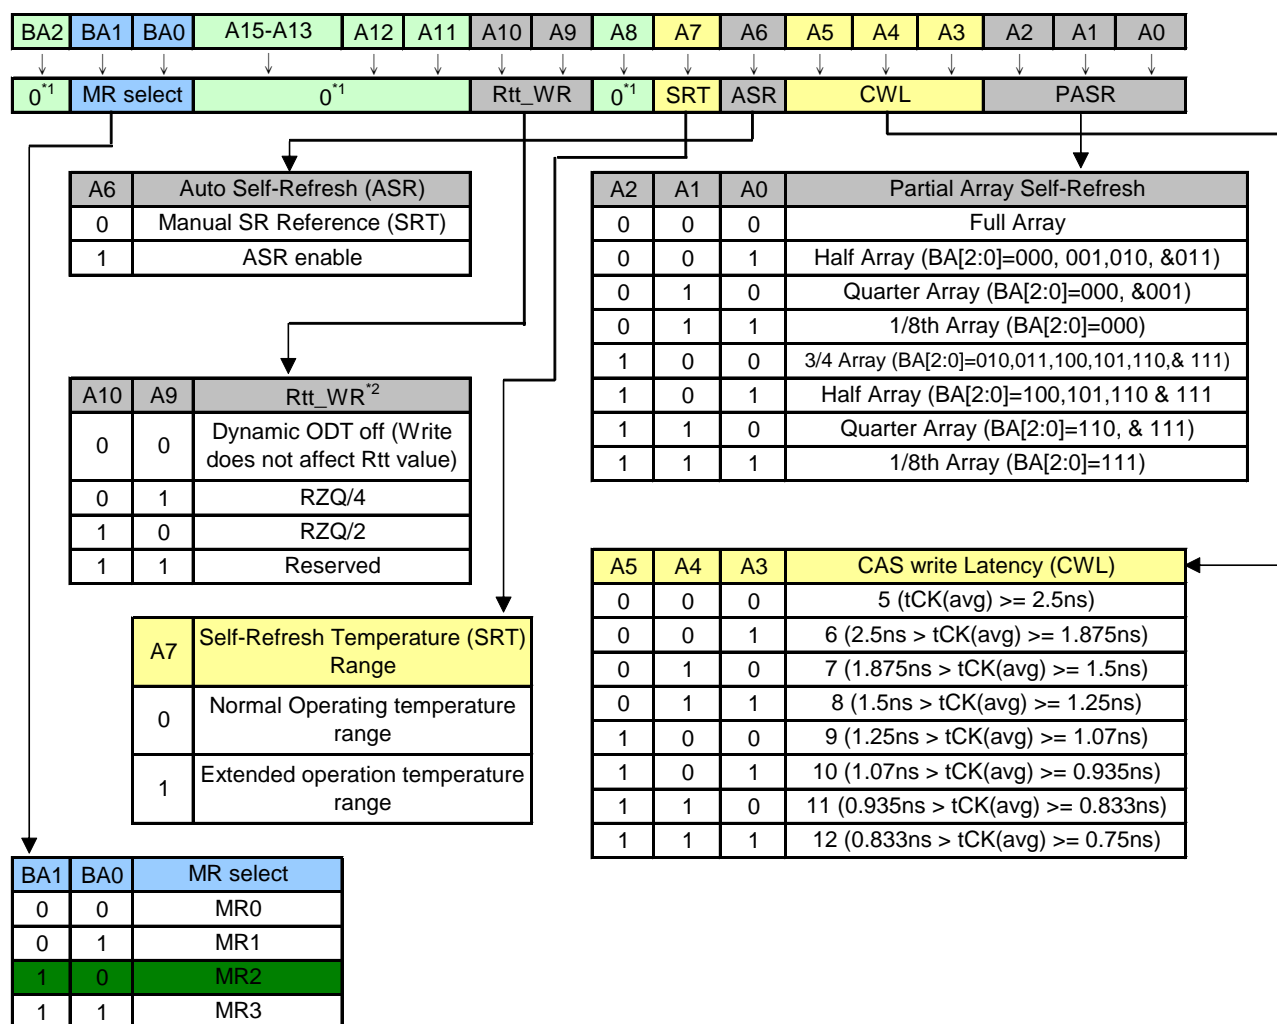 BA2 BA1 BA0 A15-A13 A12 A11 A10 A9 A8 A7 A6 A5 A4 A3 A2 A1 A0
0*1 MR select 0*1 Rtt_WR 0*1 SRT ASR CWL PASR
A6 Auto Self-Refresh (ASR)
0 Manual SR Reference (SRT)
1 ASR enable
A2 A1 A0 Partial Array Self-Refresh
0 0 0 Full Array
0 0 1 Half Array (BA[2:0]=000, 001,010, &011)
0 1 0 Quarter Array (BA[2:0]=000, &001)
0 1 1 1/8th Array (BA[2:0]=000)
1 0 0 3/4 Array (BA[2:0]=010,011,100,101,110,& 111)
1 0 1 Half Array (BA[2:0]=100,101,110 & 111
1 1 0 Quarter Array (BA[2:0]=110, & 111)
1 1 1 1/8th Array (BA[2:0]=111)
A10 A9 Rtt_WR*2
0 0 Dynamic ODT off (Write
does not affect Rtt value)
0 1 RZQ/4
1 0 RZQ/2
1 1 Reserved
A5 A4 A3 CAS write Latency (CWL)
0 0 0 5 (tCK(avg) >= 2.5ns)
0 0 1 6 (2.5ns > tCK(avg) >= 1.875ns)
0 1 0 7 (1.875ns > tCK(avg) >= 1.5ns)
0 1 1 8 (1.5ns > tCK(avg) >= 1.25ns)
1 0 0 9 (1.25ns > tCK(avg) >= 1.07ns)
1 0 1 10 (1.07ns > tCK(avg) >= 0.935ns)
1 1 0 11 (0.935ns > tCK(avg) >= 0.833ns)
1 1 1 12 (0.833ns > tCK(avg) >= 0.75ns)
A7 Self-Refresh Temperature (SRT)
Range
0 Normal Operating temperature
range
1 Extended operation temperature
range
BA1 BA0 MR select
0 0 MR0
0 1 MR1
1 0 MR2
1 1 MR3